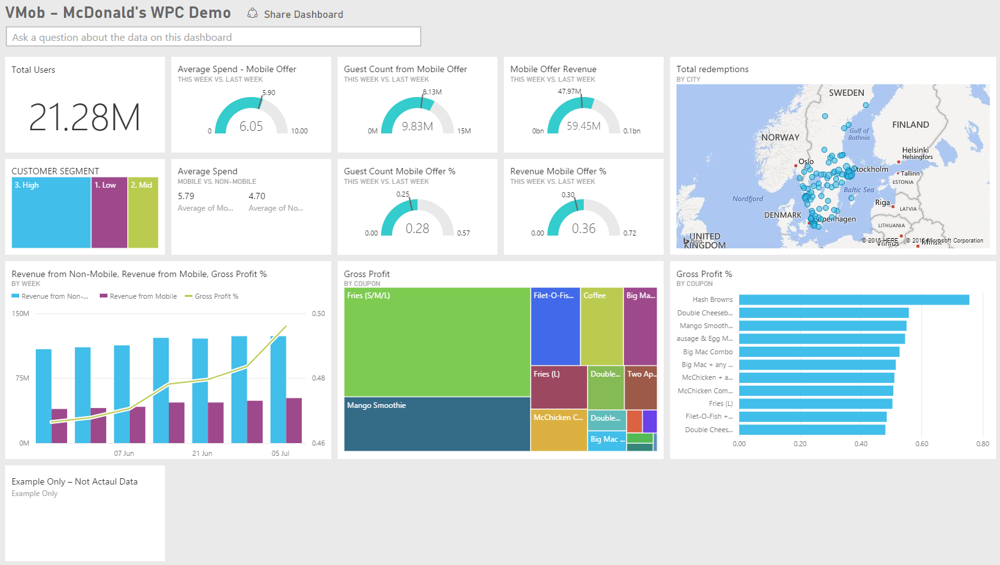 VMob – McDonald's WPC Demo
Share Dashboard
Ask a question about the data on this dashboard
Total Users
21.28M
Average Spend - Mobile Offer
THIS WEEK VS. LAST WEEK
5.90
6.05
0
10.00
Guest Count from Mobile Offer
THIS WEEK VS. LAST WEEK
8.13M
9.83M
0M
15M
Mobile Offer Revenue
THIS WEEK VS. LAST WEEK
47.97M
59.45M
0bn
0.1bn
Total redemptions
BY CITY
SWEDEN
FINLAND
NORWAY
Gulf of
Bothnia
Helsinki
Helsingfors
Oslo
Stockholm
Tallinn
ESTONIA
Baltic Sea
Nordfjord
Riga
LATVIA
DENMARK
penhagen
LITHUANIA
UNITED
KINGDOM
bing
Vilnius
Minsk
© 2015 HERE
© 2015 Microsoft Corporation
CUSTOMER SEGMENT
3. High
1. Low
2. Mid
Average Spend
MOBILE VS. NON-MOBILE
5.79
4.70
Average of Mo...
Average of No...
Guest Count Mobile Offer %
THIS WEEK VS. LAST WEEK
0.25
0.28
0.00
0.57
Revenue Mobile Offer %
THIS WEEK VS. LAST WEEK
0.30
0.36
0.00
0.72
Revenue from Non-Mobile, Revenue from Mobile, Gross Profit %
BY WEEK
Revenue from Non-...
Revenue from Mobile
Gross Profit %
150M
75M
0M
0.50
0.48
0.46
07 Jun
21 Jun
05 Jul
Gross Profit
BY COUPON
Fries (S/M/L)
Mango Smoothie
Filet-O-Fis...
Coffee
Big Ma...
Fries (L)
Double...
Two Ap...
McChicken C...
Double...
Big Mac ...
Gross Profit %
BY COUPON
Hash Browns
Double Cheeseb...
Mango Smooth...
ausage & Egg M...
Big Mac Combo
Big Mac + any ...
McChicken + a...
McChicken Com...
Fries (L)
Filet-O-Fish +...
Double Chees...
0.00
0.20
0.40
0.60
0.80
Example Only – Not Actaul Data
Example Only